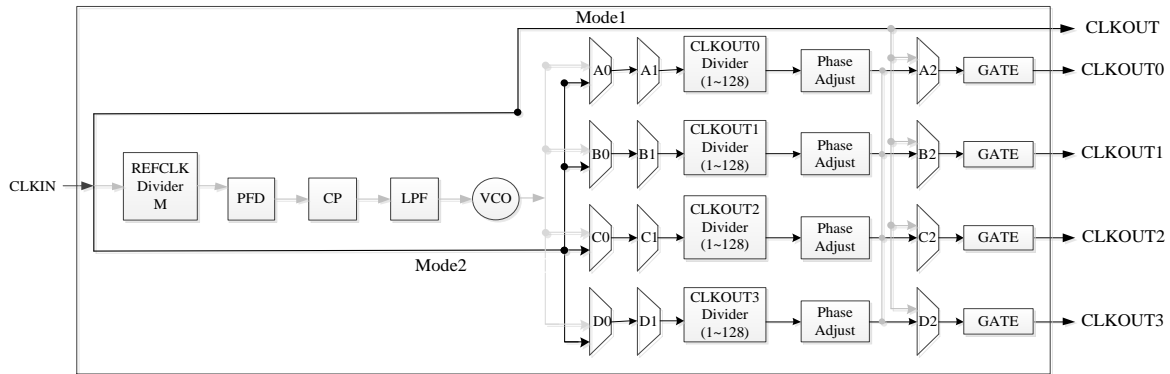 Mode1
CLKOUT
A0
A1
CLKOUT0
Divider
(1~128)
Phase
Adjust
A2
GATE
CLKOUT0
B0
B1
CLKOUT1
Divider
(1~128)
Phase
Adjust
B2
GATE
CLKOUT1
CLKIN
REFCLK
Divider
M
PFD
CP
LPF
VCO
C0
C1
CLKOUT2
Divider
(1~128)
Phase
Adjust
C2
GATE
CLKOUT2
Mode2
D0
D1
CLKOUT3
Divider
(1~128)
Phase
Adjust
D2
GATE
CLKOUT3